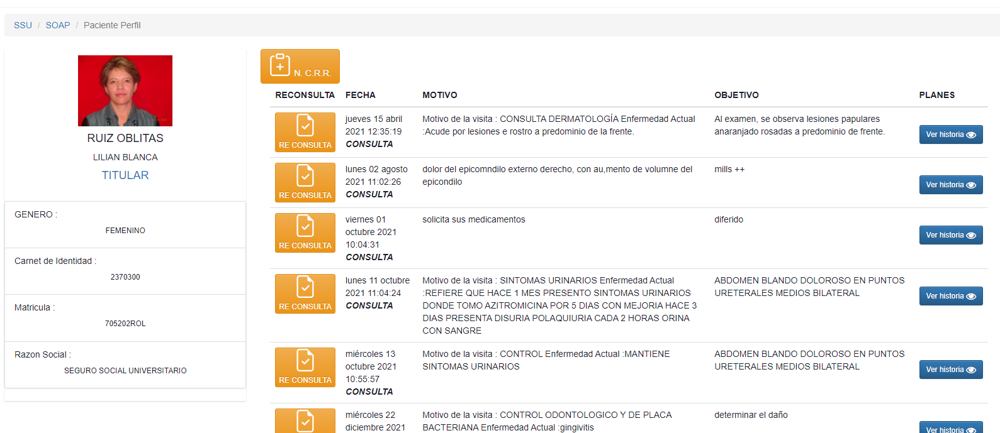 SSU / SOAP / Paciente Perfil
RUIZ OBLITAS
LILIAN BLANCA
TITULAR
GENERO :
FEMENINO
Carnet de Identidad :
2370300
Matricula :
705202ROL
Razon Social :
SEGURO SOCIAL UNIVERSITARIO
N. C.R.R.
RECONSULTA FECHA MOTIVO OBJETIVO PLANES
RE CONSULTA
jueves 15 abril
2021 12:35:19
CONSULTA
Motivo de la visita : CONSULTA DERMATOLOGÍA Enfermedad Actual
:Acude por lesiones e rostro a predominio de la frente.
Al examen, se observa lesiones papulares
anaranjado rosadas a predominio de frente.
Ver historia
RE CONSULTA
lunes 02 agosto
2021 11:02:26
CONSULTA
dolor del epicomndilo externo derecho, con au,mento de volumne del
epicondilo
mills ++
Ver historia
RE CONSULTA
viernes 01
octubre 2021
10:04:31
CONSULTA
solicita sus medicamentos
diferido
Ver historia
RE CONSULTA
lunes 11 octubre
2021 11:04:24
CONSULTA
Motivo de la visita : SINTOMAS URINARIOS Enfermedad Actual
:REFIERE QUE HACE 1 MES PRESENTO SINTOMAS URINARIOS
DONDE TOMO AZITROMICINA POR 5 DIAS CON MEJORIA HACE 3
DIAS PRESENTA DISURIA POLAQUIURIA CADA 2 HORAS ORINA
CON SANGRE
ABDOMEN BLANDO DOLOROSO EN PUNTOS
URETERALES MEDIOS BILATERAL
Ver historia
RE CONSULTA
miércoles 13
octubre 2021
10:55:57
CONSULTA
Motivo de la visita : CONTROL Enfermedad Actual :MANTIENE
SINTOMAS URINARIOS
ABDOMEN BLANDO DOLOROSO EN PUNTOS
URETERALES MEDIOS BILATERAL
Ver historia
miércoles 22
diciembre 2021
Motivo de la visita : CONTROL ODONTOLOGICO Y DE PLACA
BACTERIANA Enfermedad Actual :gingivitis
determinar el daño
Ver historia